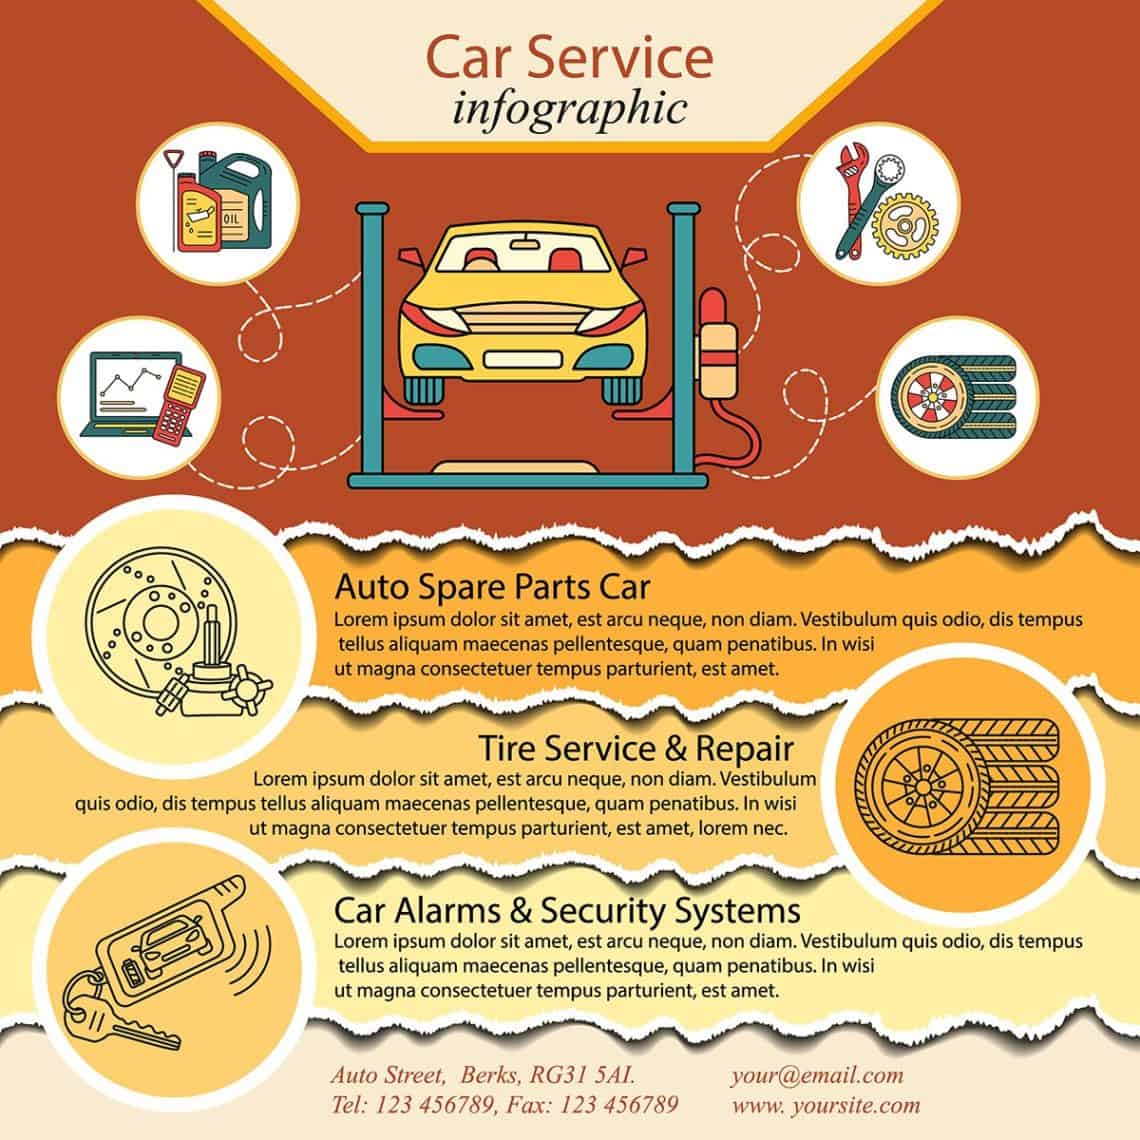 Car Service
infographic
OIL
Auto Spare Parts Car
Lorem ipsum dolor sit amet, est arcu neque, non diam. Vestibulum quis odio, dis tempus
tellus aliquam maecenas pellentesque, quam penatibus. In wisi
ut magna consectetuer tempus parturient, est amet.
Tire Service & Repair
Lorem ipsum dolor sit amet, est arcu neque, non diam. Vestibulum
quis odio, dis tempus tellus aliquam maecenas pellentesque, quam penatibus. In wisi
ut magna consectetuer tempus parturient, est amet, lorem nec.
Car Alarms & Security Systems
Lorem ipsum dolor sit amet, est arcu neque, non diam. Vestibulum quis odio, dis tempus
tellus aliquam maecenas pellentesque, quam penatibus. In wisi
ut magna consectetuer tempus parturient, est amet.
Auto Street, Berks, RG31 5AI.
Tel: 123 456789, Fax: 123 456789
your@email.com
www. yoursite.com